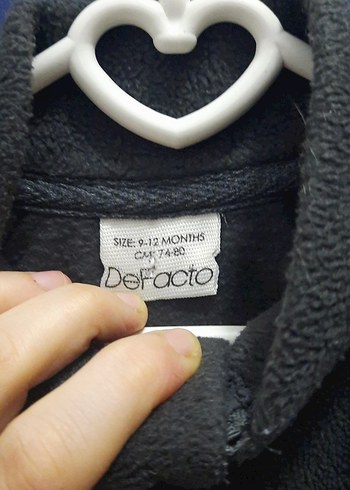 SIZE: 9-12 MONTHS
CM: 74-80
DeFacto